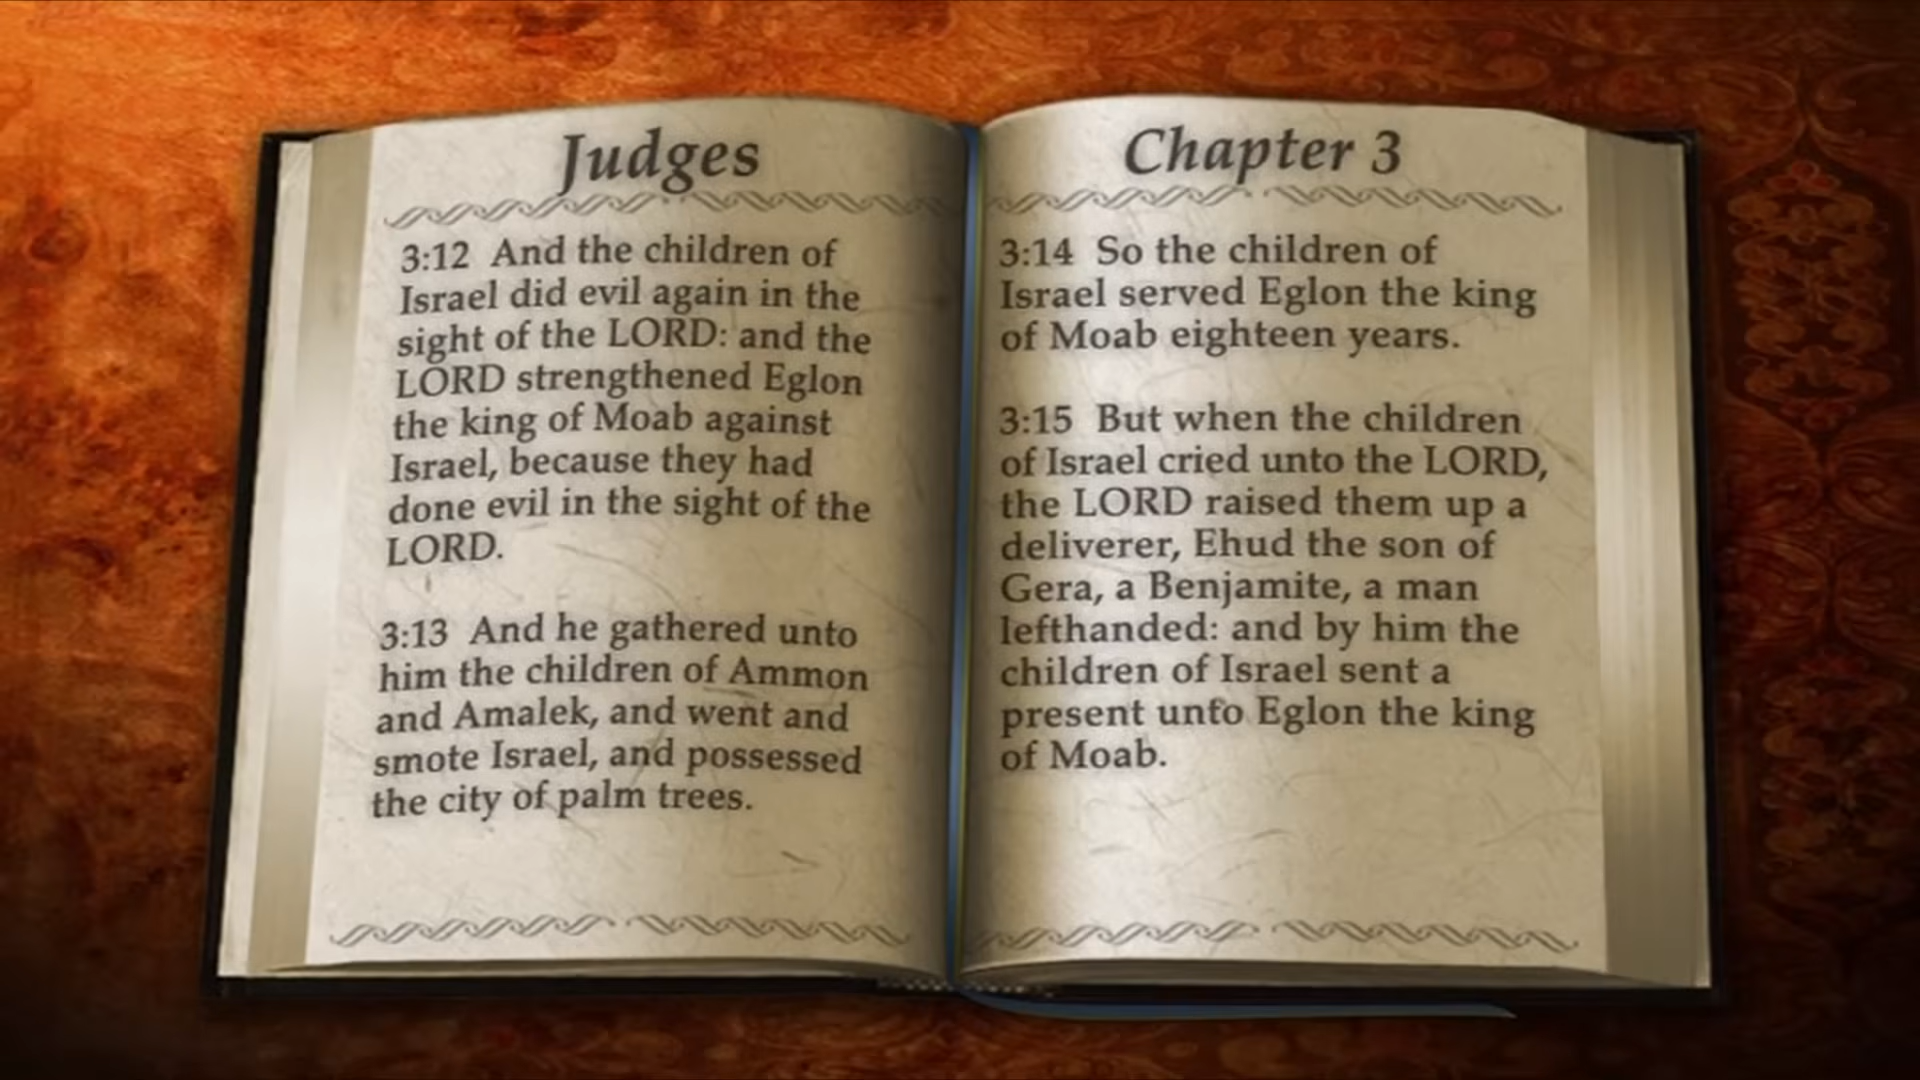 Judges
3:12 And the children of
Israel did evil again in the
sight of the LORD: and the
LORD strengthened Eglon
the king of Moab against
Israel, because they had
done evil in the sight of the
LORD.
3:13 And he gathered unto
him the children of Ammon
and Amalek, and went and
smote Israel, and possessed
the city of palm trees.
Chapter 3
3:14 So the children of
Israel served Eglon the king
of Moab eighteen years.
3:15 But when the children
of Israel cried unto the LORD,
the LORD raised them up a
deliverer, Ehud the son of
Gera, a Benjamite, a man
lefthanded: and by him the
children of Israel sent a
present unto Eglon the king
of Moab.